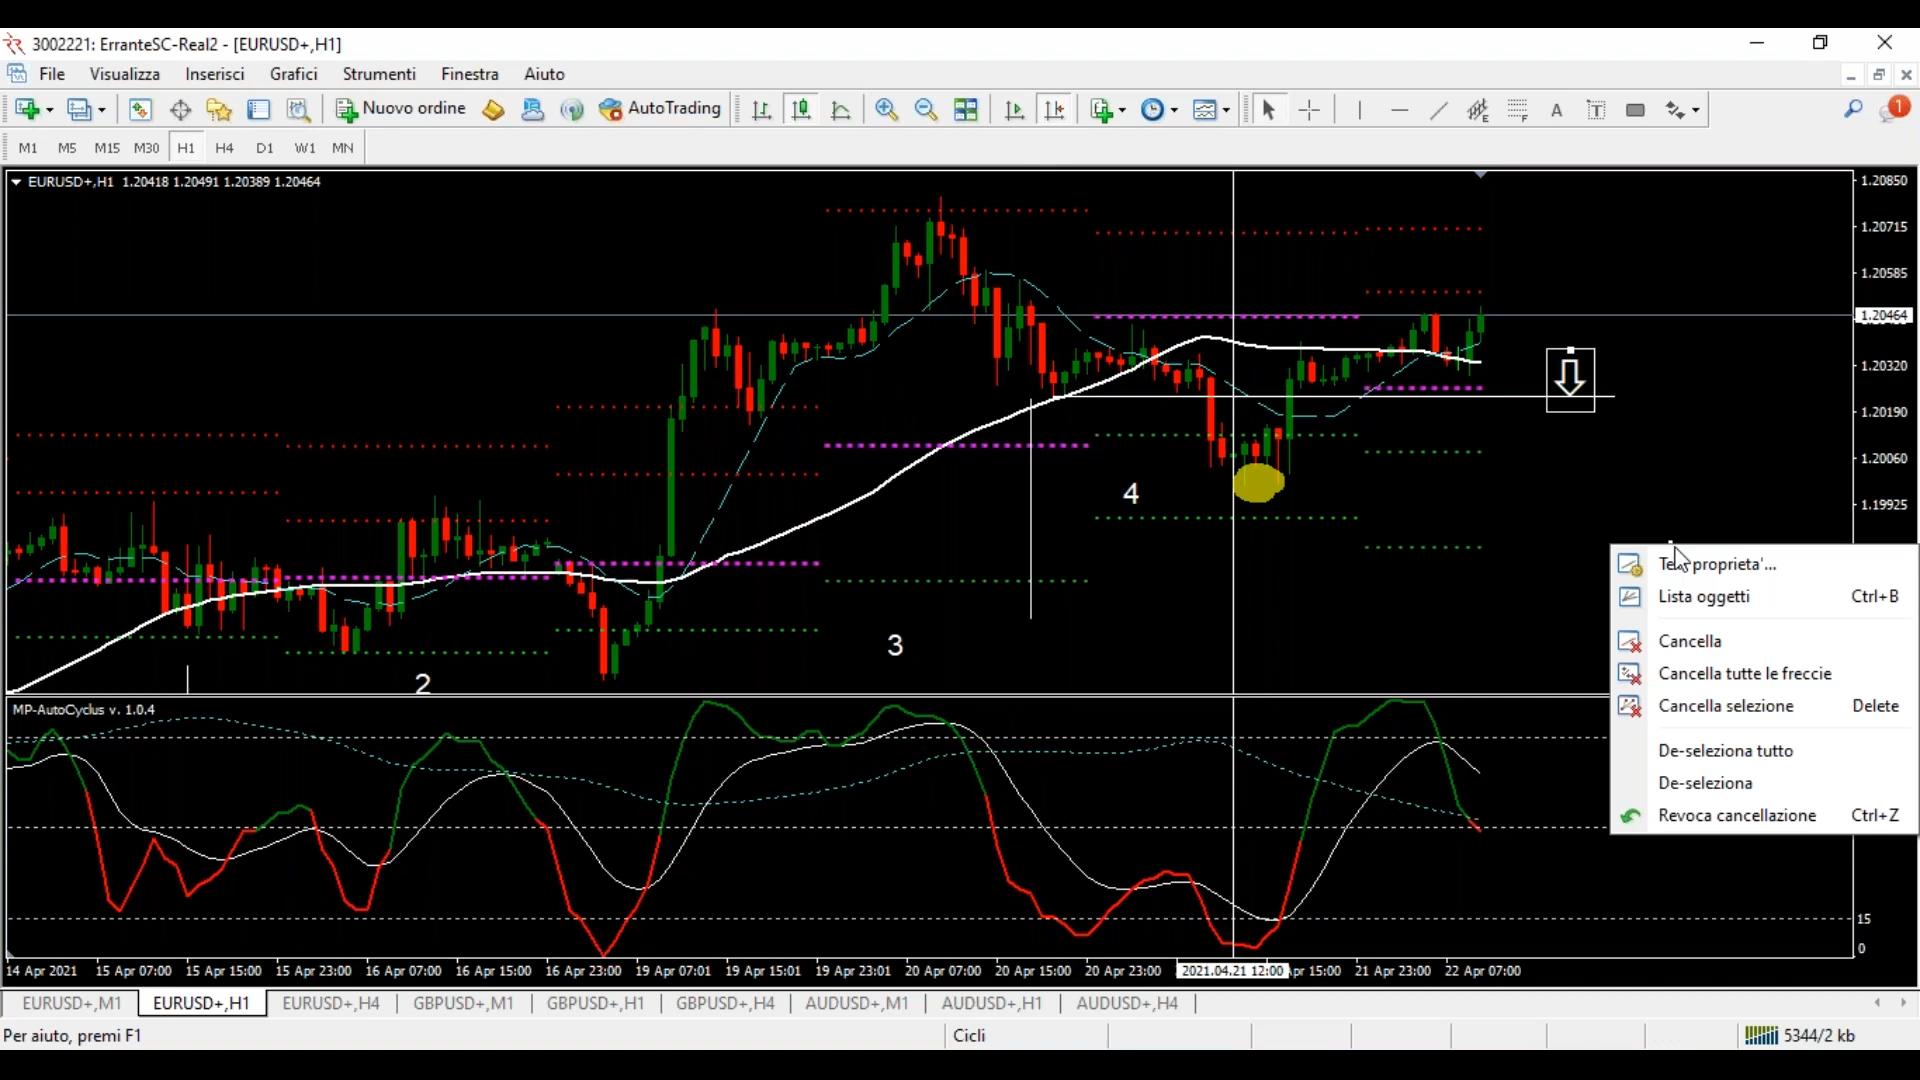 3002221: ErranteSC-Real2 - [EURUSD+,H1]
File Visualizza Inserisci Grafici Strumenti Finestra Aiuto
Nuovo ordine AutoTrading 1
M1 M5 M15 M30 H1 H4 D1 W1 MN
EURUSD+,H1 1.20418 1.20491 1.20389 1.20464
1.20850
1.20715
1.20585
1.20464
1.20320
1.20190
1.20060
1.19925
4
3
2
proprieta'...
Lista oggetti Ctrl+B
Cancella
Cancella tutte le freccie
Cancella selezione Delete
De-seleziona tutto
De-seleziona
Revoca cancellazione Ctrl+Z
MP-AutoCyclus v. 1.0.4
15
0
14 Apr 2021 15 Apr 07:00 15 Apr 15:00 15 Apr 23:00 16 Apr 07:00 16 Apr 15:00 16 Apr 23:00 19 Apr 07:01 19 Apr 15:01 19 Apr 23:01 20 Apr 07:00 20 Apr 15:00 20 Apr 23:00 2021.04.21 12:00 pr 15:00 21 Apr 23:00 22 Apr 07:00
EURUSD+,M1 EURUSD+,H1 EURUSD+,H4 GBPUSD+,M1 GBPUSD+,H1 GBPUSD+,H4 AUDUSD+,M1 AUDUSD+,H1 AUDUSD+,H4
Per aiuto, premi F1 Cicli 5344/2 kb